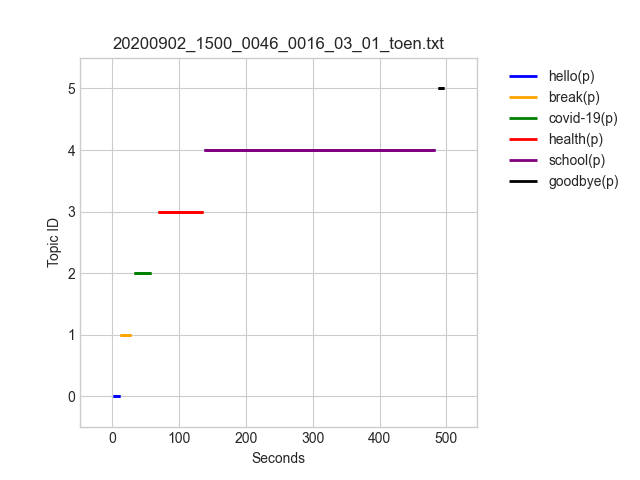 20200902_1500_0046_0016_03_01_toen.txt
hello(p)
break(p)
covid-19(p)
health(p)
school(p)
goodbye(p)
Topic ID
5
4
3
2
1
0
0 100 200 300 400 500
Seconds